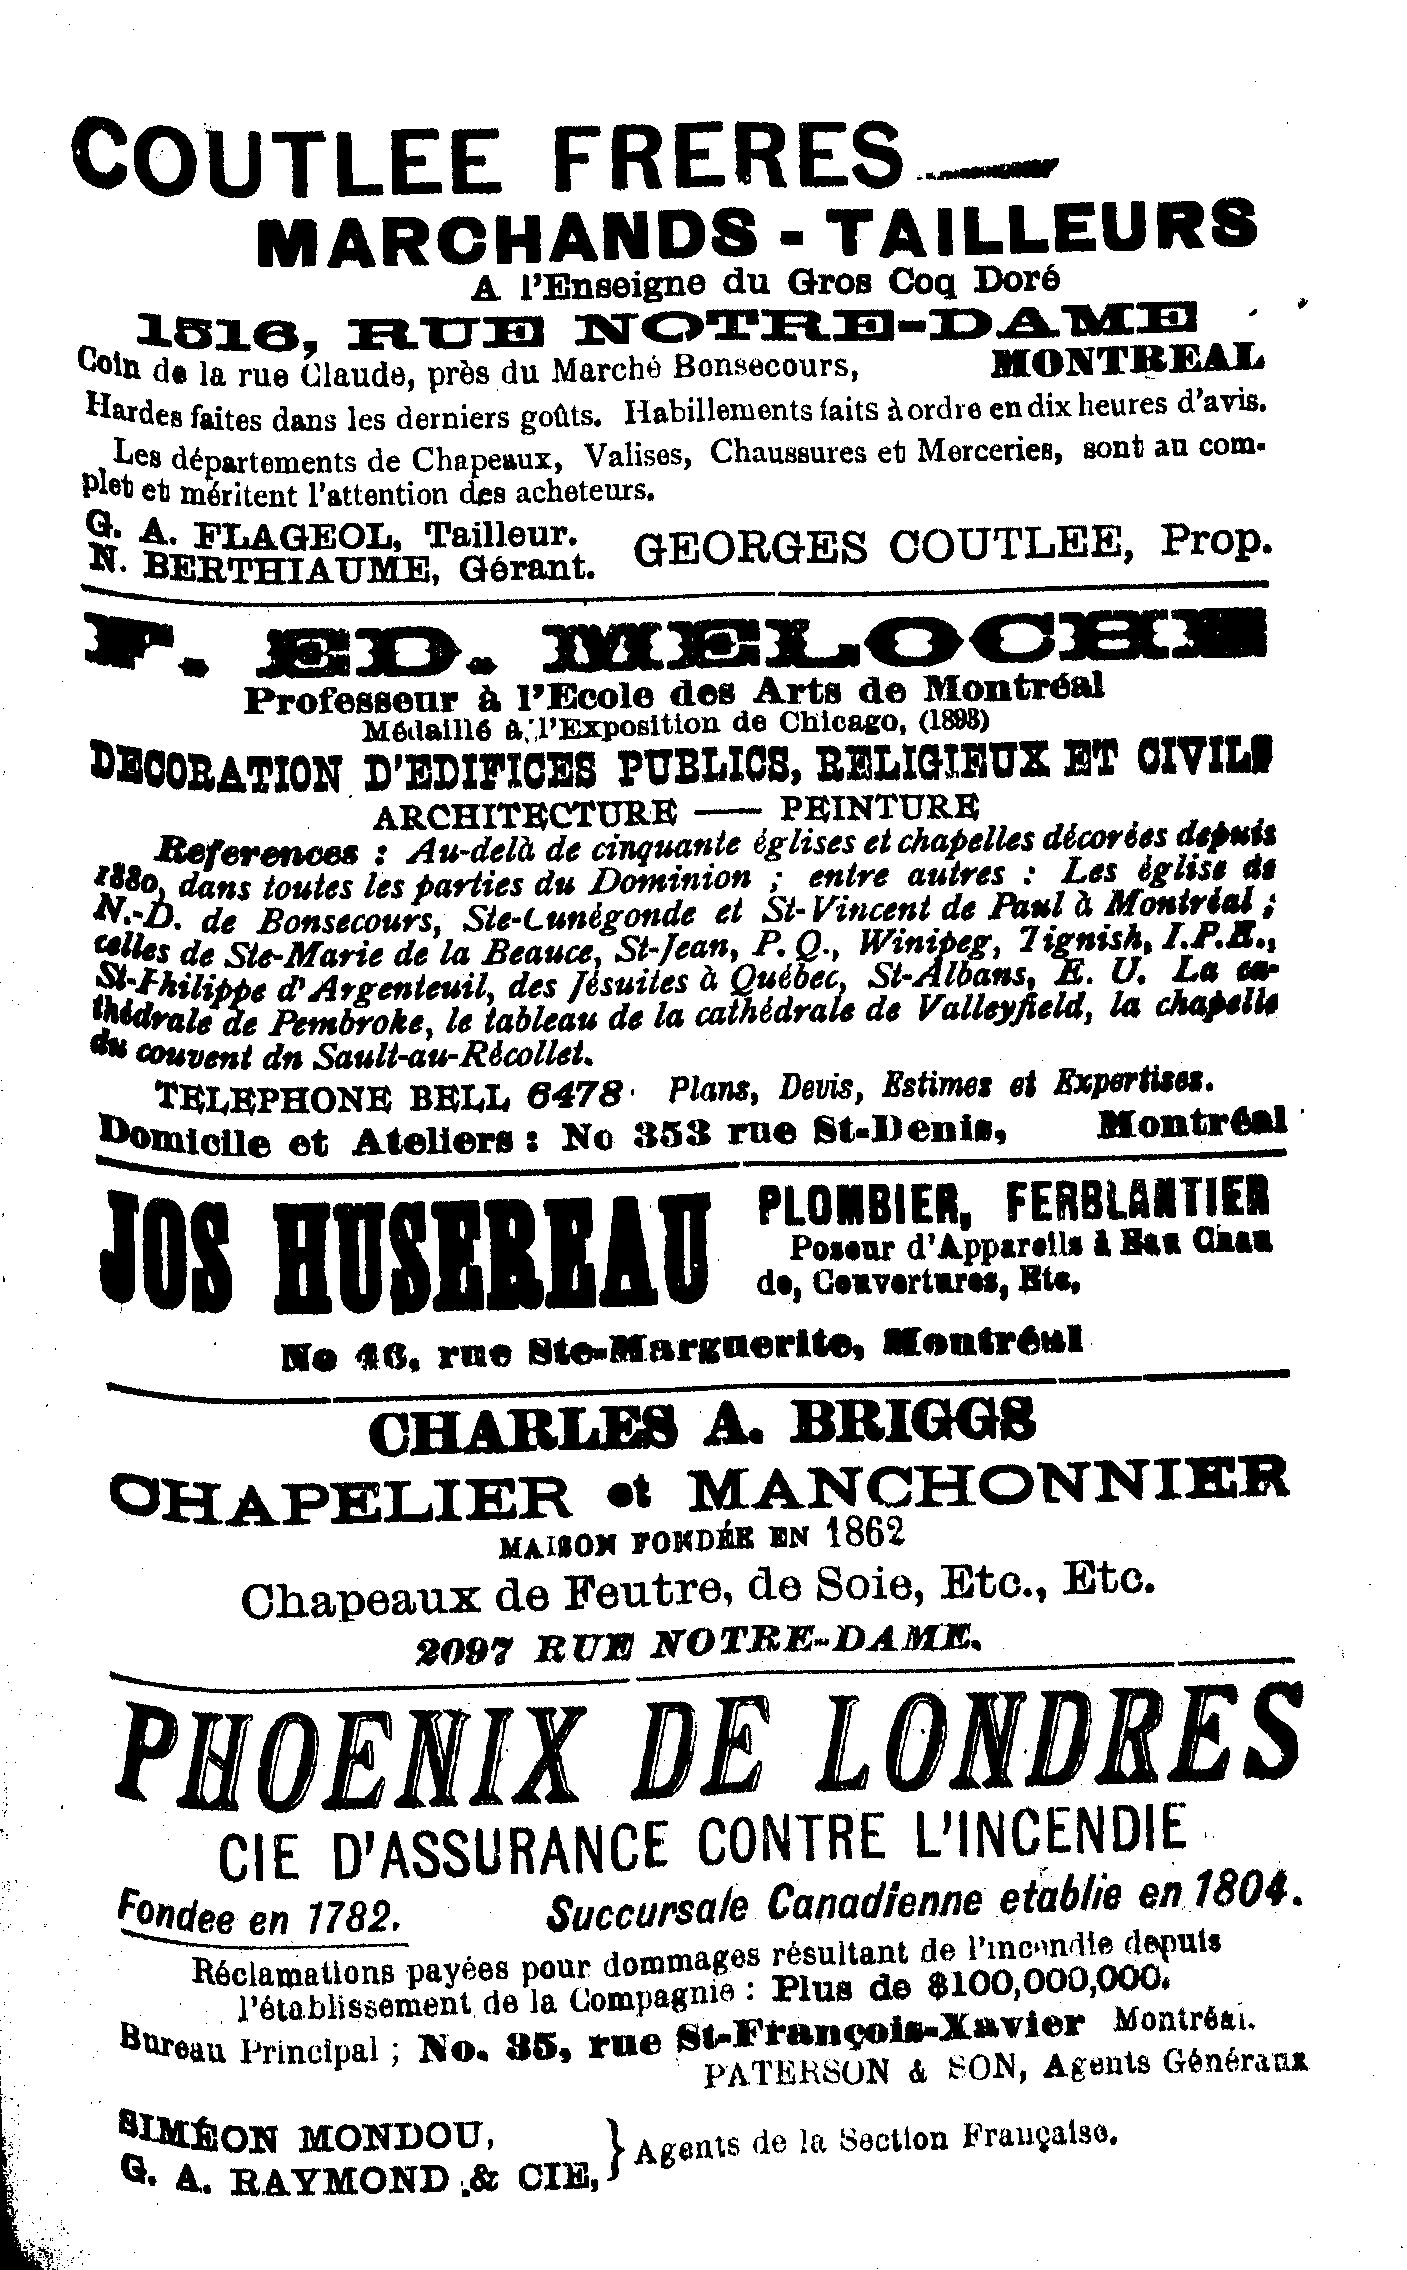 COUTLEE FRERES
MARCHANDS - TAILLEURS
A l'Enseigne du Gros Coq Doré
1516, RUE NOTRE-DAME
Coin de la rue Claude, près du Marché Bonsecours, MONTREAL
Hardes faites dans les derniers goûts. Habillements faits à ordre en dix heures d'avis.
Les départements de Chapeaux, Valises, Chaussures et Merceries, sont au com-
plet et méritent l'attention des acheteurs.
G. A. FLAGEOL, Tailleur.
N. BERTHIAUME, Gérant.
GEORGES COUTLEE, Prop.
F. ED. MELOCHE
Professeur à l'Ecole des Arts de Montréal
Médaillé à l'Exposition de Chicago, (1893)
DECORATION D'EDIFICES PUBLICS, RELIGIEUX ET CIVILS
ARCHITECTURE — PEINTURE
References : Au-delà de cinquante églises et chapelles décorées depuis
1880, dans toutes les parties du Dominion ; entre autres : Les église de
N.-D. de Bonsecours, Ste-Cunégonde et St-Vincent de Paul à Montréal ;
celles de Ste-Marie de la Beauce, St-Jean, P. Q., Winipeg, Tignish, I.P.E.,
St-Philippe d'Argenteuil, des Jésuites à Québec, St-Albans, E. U. La ca-
thédrale de Pembroke, le tableau de la cathédrale de Valleyfield, la chapelle
du couvent dn Sault-au-Récollet.
TELEPHONE BELL 6478 Plans, Devis, Estimes et Expertises.
Domicile et Ateliers : No 353 rue St-Denis, Montréal
JOS HUSEREAU
PLOMBIER, FERBLANTIER
Poseur d'Appareils à Eau Chau
de, Couvertures, Etc,
No 46, rue Ste-Marguerite, Montréal
CHARLES A. BRIGGS
CHAPELIER et MANCHONNIER
MAISON FONDÉE EN 1862
Chapeaux de Feutre, de Soie, Etc., Etc.
2097 RUE NOTRE-DAME.
PHOENIX DE LONDRES
CIE D'ASSURANCE CONTRE L'INCENDIE
Fondee en 1782. Succursale Canadienne etablie en 1804.
Réclamations payées pour dommages résultant de l'incendie depuis
l'établissement de la Compagnie : Plus de $100,000,000.
Bureau Principal ; No. 35, rue St-François-Xavier Montréal.
PATERSON & SON, Agents Généraux
SIMÉON MONDOU,
G. A. RAYMOND & CIE,
} Agents de la Section Française.